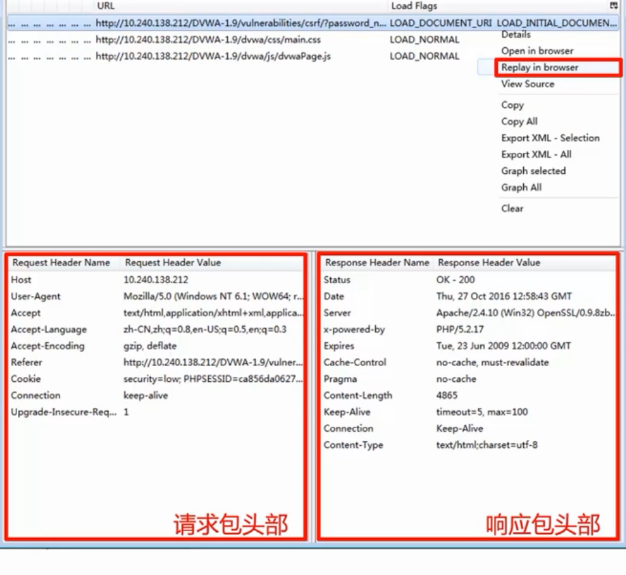 URL Load Flags
... ... ... ... ... ... http://10.240.138.212/DVWA-1.9/vulnerabilities/csrf/?password_n... LOAD_DOCUMENT_URI LOAD_INITIAL_DOCUMEN...
... ... ... ... ... ... http://10.240.138.212/DVWA-1.9/dvwa/css/main.css LOAD_NORMAL
... ... ... ... ... ... http://10.240.138.212/DVWA-1.9/dvwa/js/dvwaPage.js LOAD_NORMAL
Details
Open in browser
Replay in browser
View Source
Copy
Copy All
Export XML - Selection
Export XML - All
Graph selected
Graph All
Clear
Request Header Name Request Header Value
Host 10.240.138.212
User-Agent Mozilla/5.0 (Windows NT 6.1; WOW64; r...
Accept text/html,application/xhtml+xml,applica...
Accept-Language zh-CN,zh;q=0.8,en-US;q=0.5,en;q=0.3
Accept-Encoding gzip, deflate
Referer http://10.240.138.212/DVWA-1.9/vulner...
Cookie security=low; PHPSESSID=ca856da0627...
Connection keep-alive
Upgrade-Insecure-Req... 1
请求包头部
Response Header Name Response Header Value
Status OK - 200
Date Thu, 27 Oct 2016 12:58:43 GMT
Server Apache/2.4.10 (Win32) OpenSSL/0.9.8zb...
x-powered-by PHP/5.2.17
Expires Tue, 23 Jun 2009 12:00:00 GMT
Cache-Control no-cache, must-revalidate
Pragma no-cache
Content-Length 4865
Keep-Alive timeout=5, max=100
Connection Keep-Alive
Content-Type text/html;charset=utf-8
响应包头部